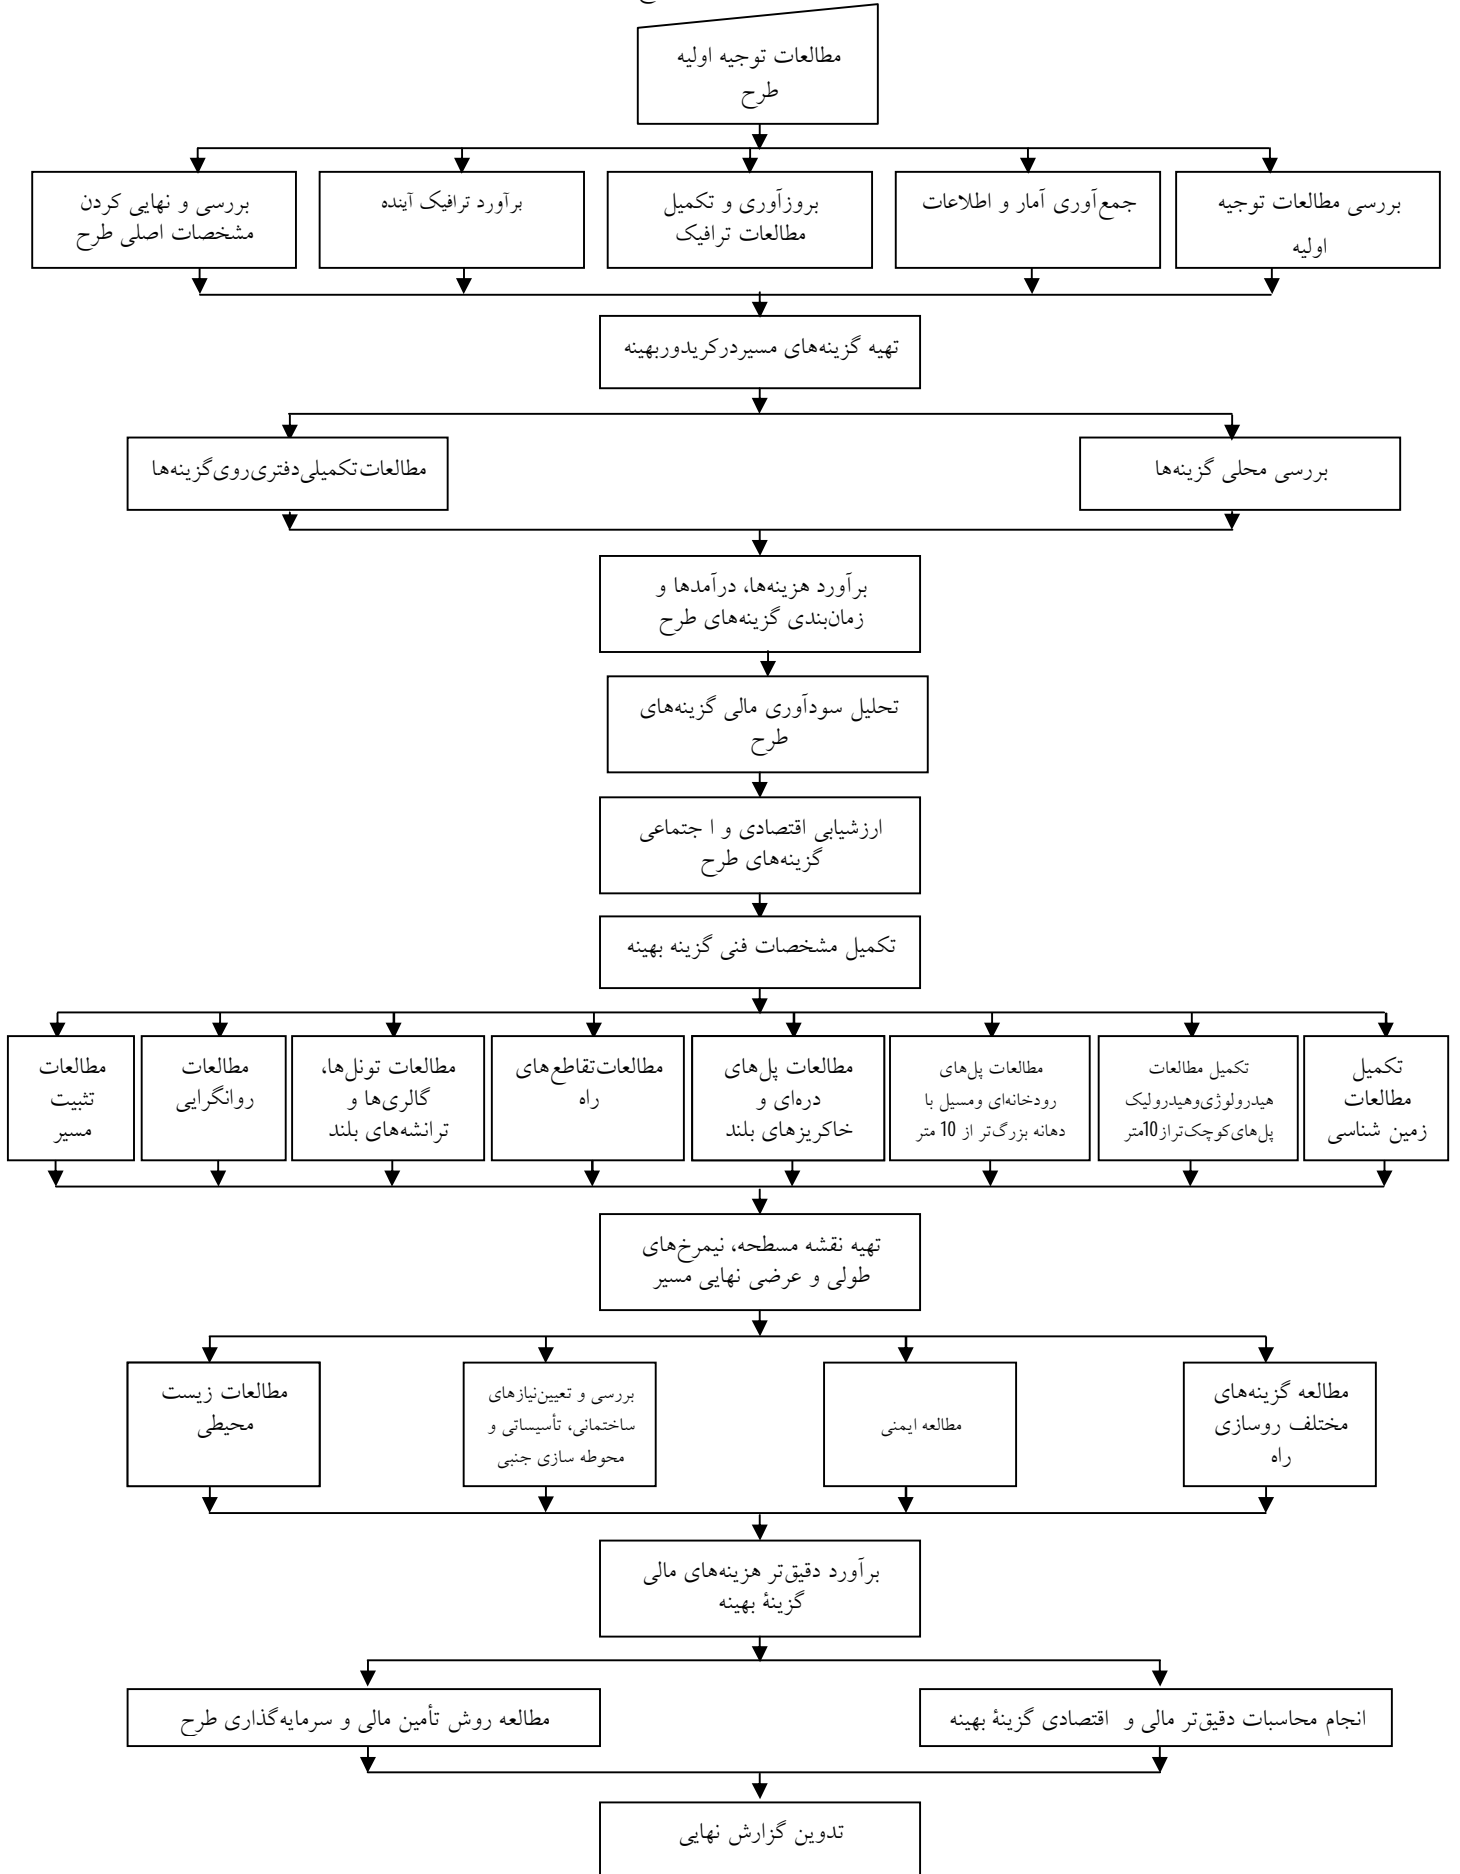 مطالعات توجیه اولیه
طرح
بررسی مطالعات توجیه
اولیه
جمع‌آوری آمار و اطلاعات
بروزآوری و تکمیل
مطالعات ترافیک
برآورد ترافیک آینده
بررسی و نهایی کردن
مشخصات اصلی طرح
تهیه گزینه‌های مسیردرکریدوربهینه
بررسی محلی گزینه‌ها
مطالعات تکمیلی دفتری روی گزینه‌ها
برآورد هزینه‌ها، درآمدها و
زمان‌بندی گزینه‌های طرح
تحلیل سودآوری مالی گزینه‌های
طرح
ارزشیابی اقتصادی و ا جتماعی
گزینه‌های طرح
تکمیل مشخصات فنی گزینه بهینه
تکمیل
مطالعات
زمین شناسی
تکمیل مطالعات
هیدرولوژی‌وهیدرولیک
پل‌های‌کوچک‌تراز10متر
مطالعات پل‌های
رودخانه‌ای ومسیل با
دهانه بزرگ‌تر از 10 متر
مطالعات پل‌های
دره‌ای و
خاکریزهای بلند
مطالعات‌تقاطع‌های
راه
مطالعات تونل‌ها،
گالری‌ها و
ترانشه‌های بلند
مطالعات
روانگرایی
مطالعات
تثبیت
مسیر
تهیه نقشه مسطحه، نیمرخ‌های
طولی و عرضی نهایی مسیر
مطالعه گزینه‌های
مختلف روسازی
راه
مطالعه ایمنی
بررسی و تعیین‌نیازهای
ساختمانی، تأسیساتی و
محوطه سازی جنبی
مطالعات زیست
محیطی
برآورد دقیق‌تر هزینه‌های مالی
گزینۀ بهینه
انجام محاسبات دقیق‌تر مالی و اقتصادی گزینۀ بهینه
مطالعه روش تأمین مالی و سرمایه‌گذاری طرح
تدوین گزارش نهایی